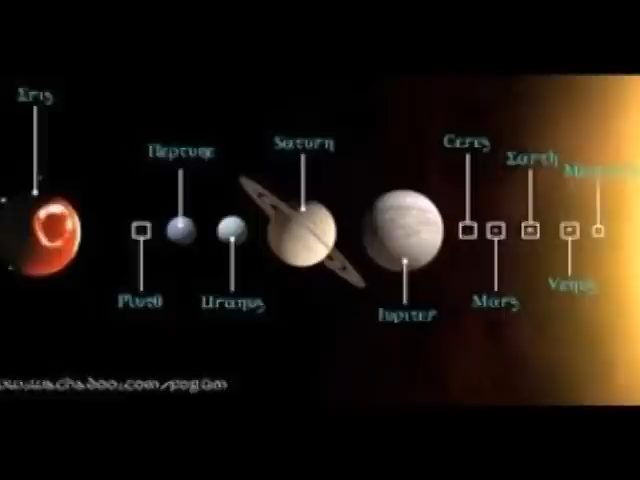 Eris
Neptune
Saturn
Ceres
Earth
Pluto
Uranus
Jupiter
Mars
Venus